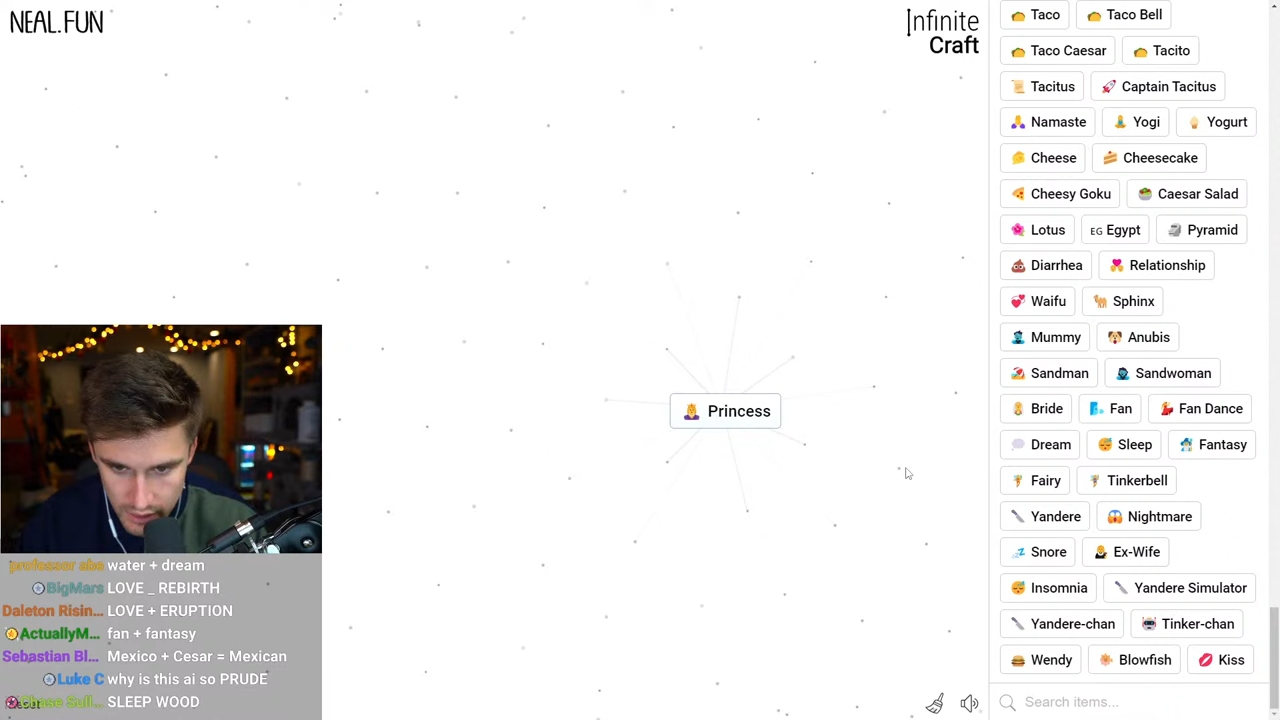 NEAL.FUN
Infinite
Craft
Princess
Taco
Taco Bell
Taco Caesar
Tacito
Tacitus
Captain Tacitus
Namaste
Yogi
Yogurt
Cheese
Cheesecake
Cheesy Goku
Caesar Salad
Lotus
EG Egypt
Pyramid
Diarrhea
Relationship
Waifu
Sphinx
Mummy
Anubis
Sandman
Sandwoman
Bride
Fan
Fan Dance
Dream
Sleep
Fantasy
Fairy
Tinkerbell
Yandere
Nightmare
Snore
Ex-Wife
Insomnia
Yandere Simulator
Yandere-chan
Tinker-chan
Wendy
Blowfish
Kiss
Search items...
water + dream
BigMars LOVE _ REBIRTH
Daleton Risin... LOVE + ERUPTION
ActuallyM... fan + fantasy
Sebastian Bl... Mexico + Cesar = Mexican
Luke C why is this ai so PRUDE
Chase Sull... SLEEP WOOD